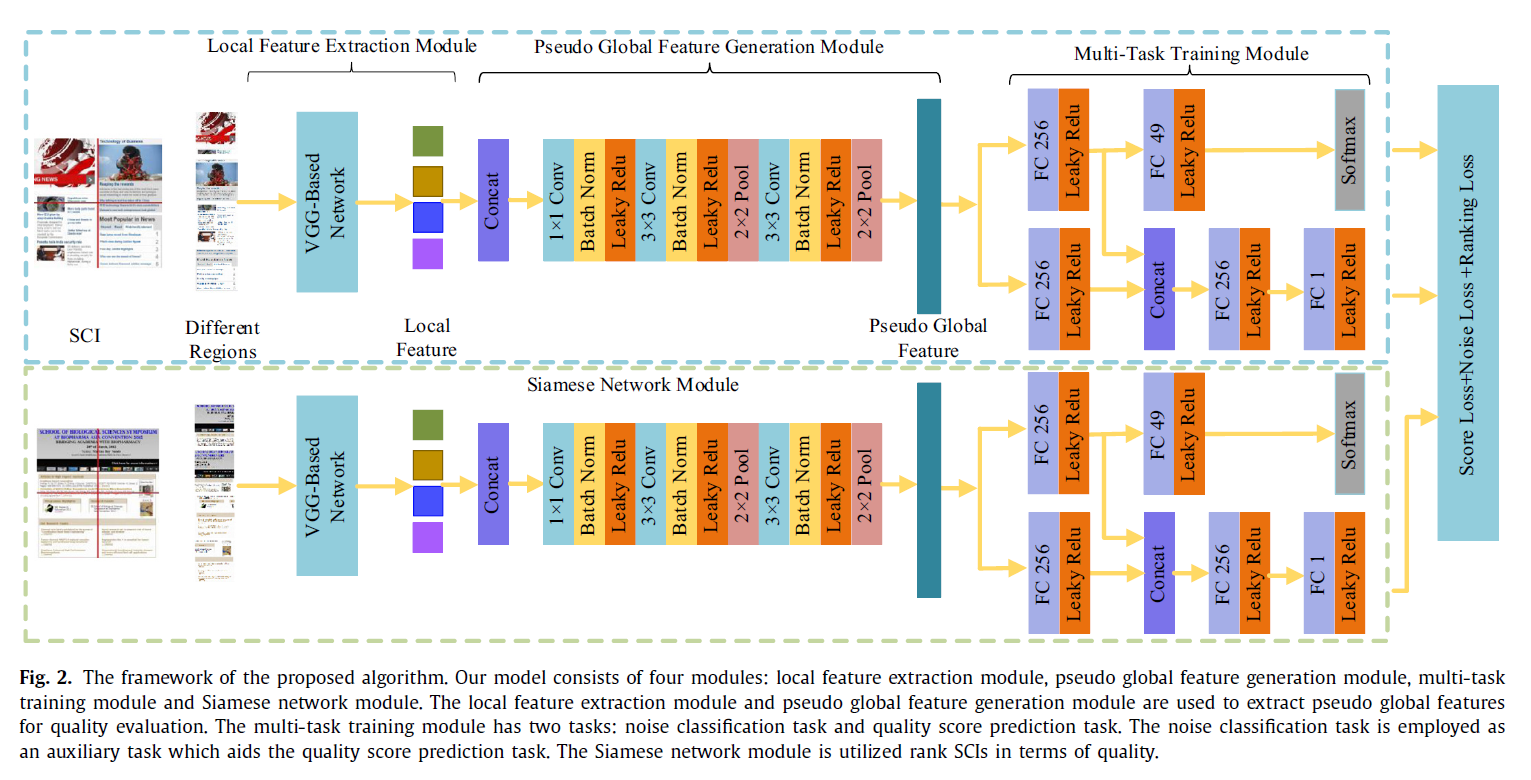 Local Feature Extraction Module
Pseudo Global Feature Generation Module
Multi-Task Training Module
SCI
Different
Regions
VGG-Based
Network
Local
Feature
Concat
1×1 Conv
Batch Norm
Leaky Relu
3×3 Conv
Batch Norm
Leaky Relu
2×2 Pool
3×3 Conv
Batch Norm
Leaky Relu
2×2 Pool
Pseudo Global
Feature
FC 256
Leaky Relu
FC 49
Leaky Relu
Softmax
FC 256
Leaky Relu
Concat
FC 256
Leaky Relu
FC 1
Leaky Relu
Score Loss+Noise Loss +Ranking Loss
Siamese Network Module
SCHOOL OF BIOLOGICAL SCIENCES SYMPOSIUM
VGG-Based
Network
Concat
1×1 Conv
Batch Norm
Leaky Relu
3×3 Conv
Batch Norm
Leaky Relu
2×2 Pool
3×3 Conv
Batch Norm
Leaky Relu
2×2 Pool
FC 256
Leaky Relu
FC 49
Leaky Relu
Softmax
FC 256
Leaky Relu
Concat
FC 256
Leaky Relu
FC 1
Leaky Relu
Fig. 2. The framework of the proposed algorithm. Our model consists of four modules: local feature extraction module, pseudo global feature generation module, multi-task
training module and Siamese network module. The local feature extraction module and pseudo global feature generation module are used to extract pseudo global features
for quality evaluation. The multi-task training module has two tasks: noise classification task and quality score prediction task. The noise classification task is employed as
an auxiliary task which aids the quality score prediction task. The Siamese network module is utilized rank SCIs in terms of quality.